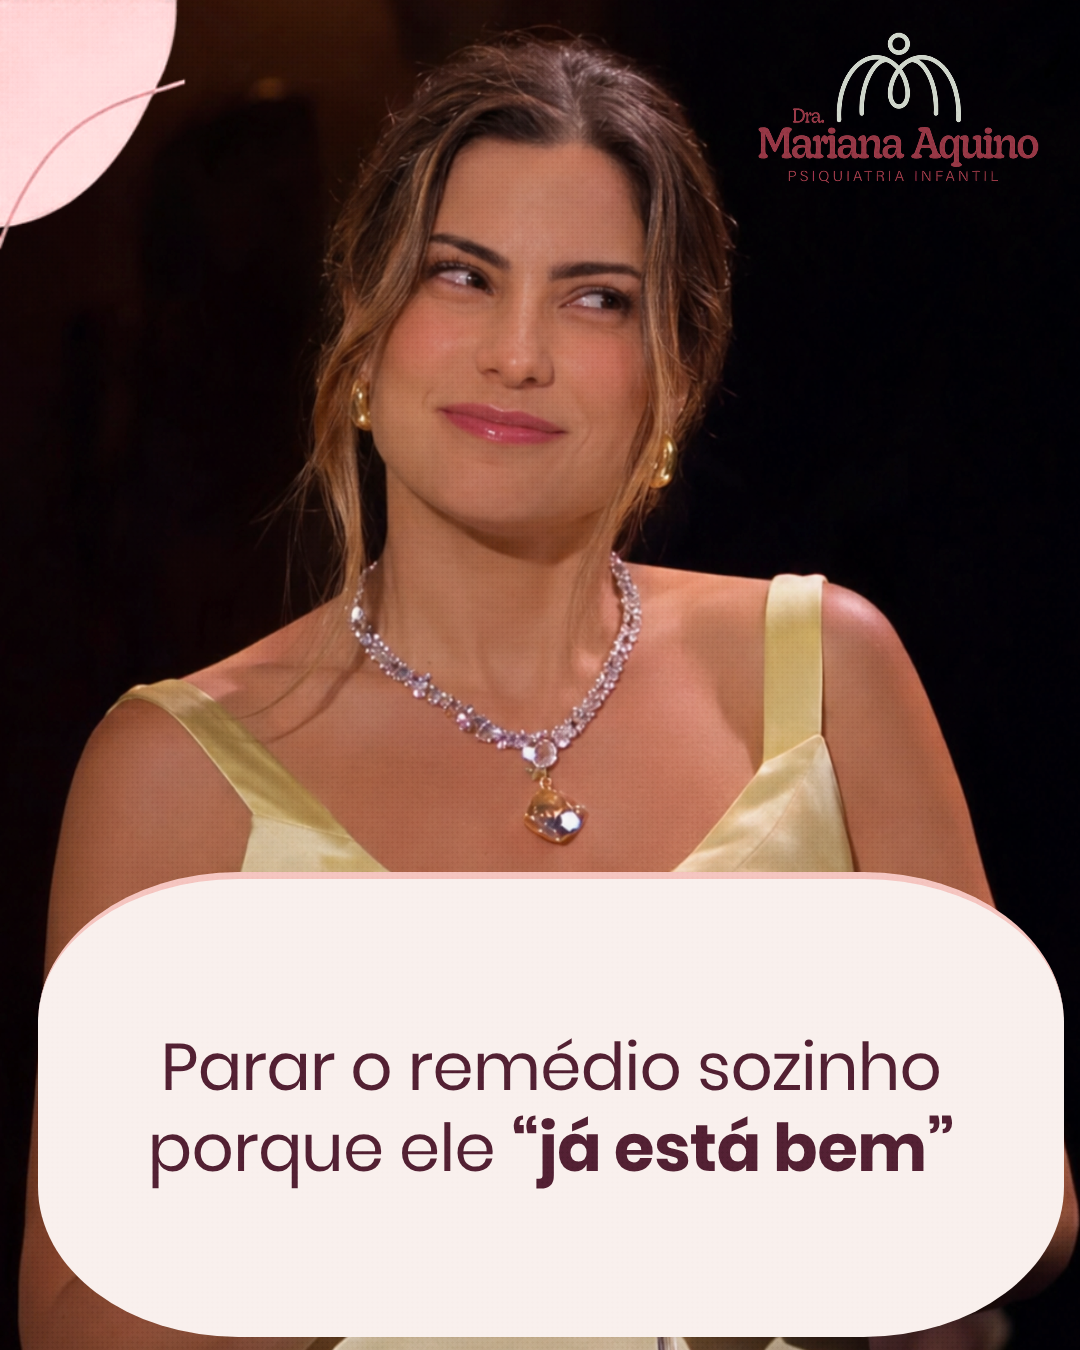 Dra.
Mariana Aquino
PSIQUIATRIA INFANTIL
Parar o remédio sozinho
porque ele “já está bem”